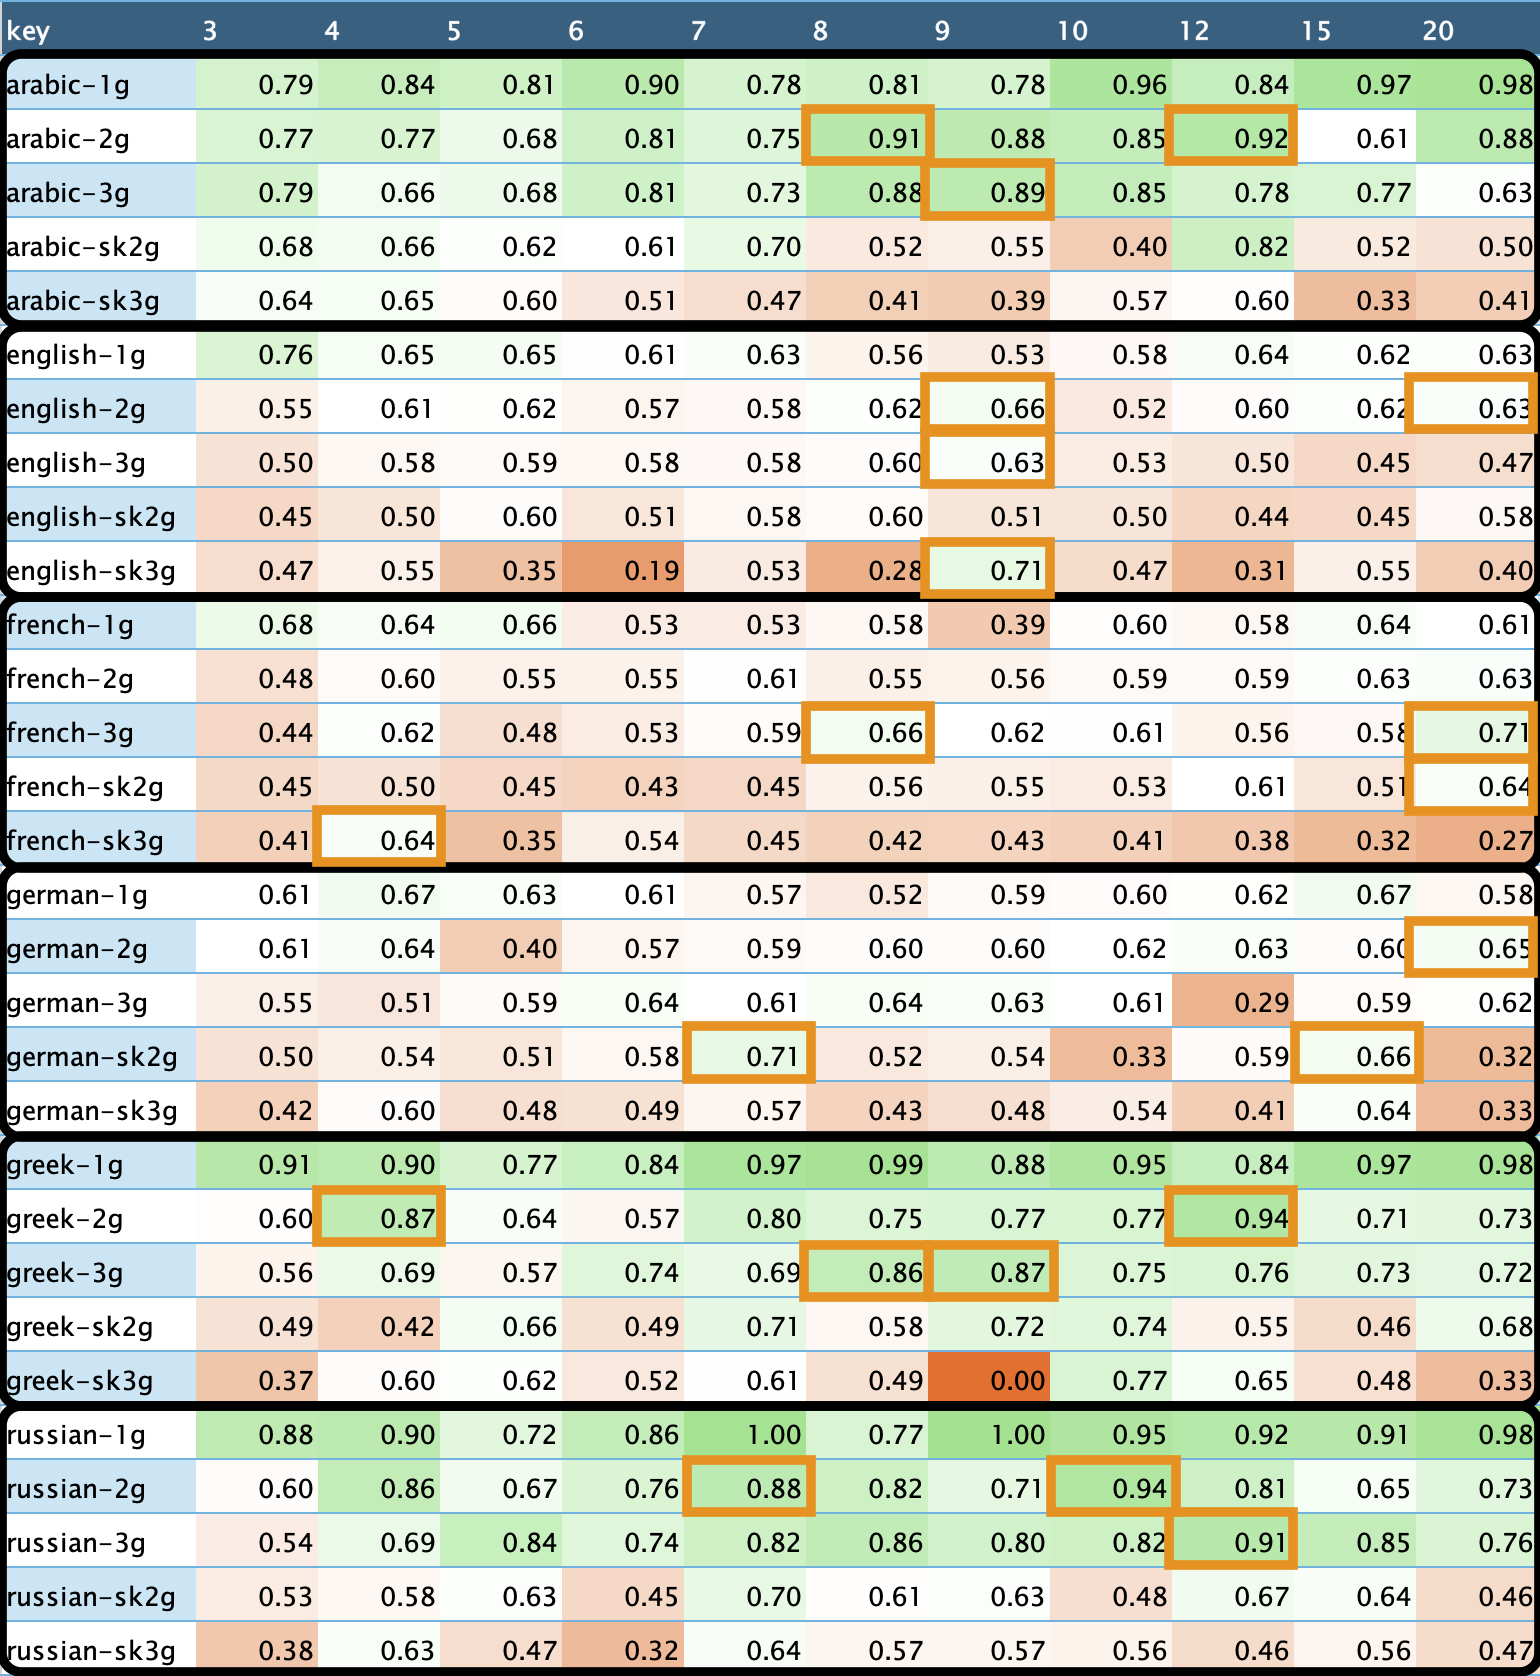 key 3 4 5 6 7 8 9 10 12 15 20
arabic-1g 0.79 0.84 0.81 0.90 0.78 0.81 0.78 0.96 0.84 0.97 0.98
arabic-2g 0.77 0.77 0.68 0.81 0.75 0.91 0.88 0.85 0.92 0.61 0.88
arabic-3g 0.79 0.66 0.68 0.81 0.73 0.88 0.89 0.85 0.78 0.77 0.63
arabic-sk2g 0.68 0.66 0.62 0.61 0.70 0.52 0.55 0.40 0.82 0.52 0.50
arabic-sk3g 0.64 0.65 0.60 0.51 0.47 0.41 0.39 0.57 0.60 0.33 0.41
english-1g 0.76 0.65 0.65 0.61 0.63 0.56 0.53 0.58 0.64 0.62 0.63
english-2g 0.55 0.61 0.62 0.57 0.58 0.62 0.66 0.52 0.60 0.62 0.63
english-3g 0.50 0.58 0.59 0.58 0.58 0.60 0.63 0.53 0.50 0.45 0.47
english-sk2g 0.45 0.50 0.60 0.51 0.58 0.60 0.51 0.50 0.44 0.45 0.58
english-sk3g 0.47 0.55 0.35 0.19 0.53 0.28 0.71 0.47 0.31 0.55 0.40
french-1g 0.68 0.64 0.66 0.53 0.53 0.58 0.39 0.60 0.58 0.64 0.61
french-2g 0.48 0.60 0.55 0.55 0.61 0.55 0.56 0.59 0.59 0.63 0.63
french-3g 0.44 0.62 0.48 0.53 0.59 0.66 0.62 0.61 0.56 0.58 0.71
french-sk2g 0.45 0.50 0.45 0.43 0.45 0.56 0.55 0.53 0.61 0.51 0.64
french-sk3g 0.41 0.64 0.35 0.54 0.45 0.42 0.43 0.41 0.38 0.32 0.27
german-1g 0.61 0.67 0.63 0.61 0.57 0.52 0.59 0.60 0.62 0.67 0.58
german-2g 0.61 0.64 0.40 0.57 0.59 0.60 0.60 0.62 0.63 0.60 0.65
german-3g 0.55 0.51 0.59 0.64 0.61 0.64 0.63 0.61 0.29 0.59 0.62
german-sk2g 0.50 0.54 0.51 0.58 0.71 0.52 0.54 0.33 0.59 0.66 0.32
german-sk3g 0.42 0.60 0.48 0.49 0.57 0.43 0.48 0.54 0.41 0.64 0.33
greek-1g 0.91 0.90 0.77 0.84 0.97 0.99 0.88 0.95 0.84 0.97 0.98
greek-2g 0.60 0.87 0.64 0.57 0.80 0.75 0.77 0.77 0.94 0.71 0.73
greek-3g 0.56 0.69 0.57 0.74 0.69 0.86 0.87 0.75 0.76 0.73 0.72
greek-sk2g 0.49 0.42 0.66 0.49 0.71 0.58 0.72 0.74 0.55 0.46 0.68
greek-sk3g 0.37 0.60 0.62 0.52 0.61 0.49 0.00 0.77 0.65 0.48 0.33
russian-1g 0.88 0.90 0.72 0.86 1.00 0.77 1.00 0.95 0.92 0.91 0.98
russian-2g 0.60 0.86 0.67 0.76 0.88 0.82 0.71 0.94 0.81 0.65 0.73
russian-3g 0.54 0.69 0.84 0.74 0.82 0.86 0.80 0.82 0.91 0.85 0.76
russian-sk2g 0.53 0.58 0.63 0.45 0.70 0.61 0.63 0.48 0.67 0.64 0.46
russian-sk3g 0.38 0.63 0.47 0.32 0.64 0.57 0.57 0.56 0.46 0.56 0.47